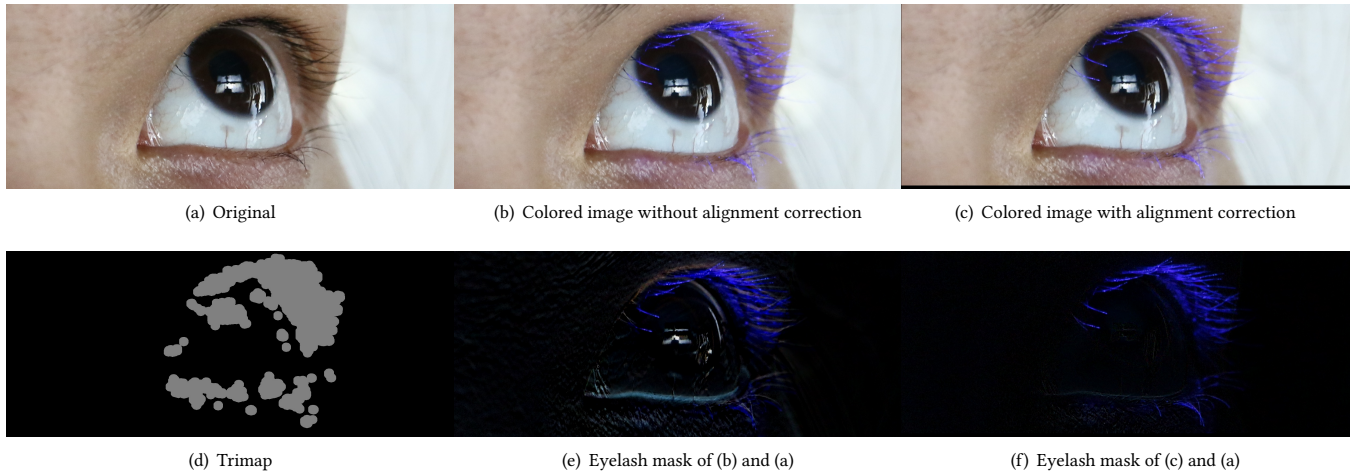 (a) Original
(b) Colored image without alignment correction
(c) Colored image with alignment correction
(d) Trimap
(e) Eyelash mask of (b) and (a)
(f) Eyelash mask of (c) and (a)